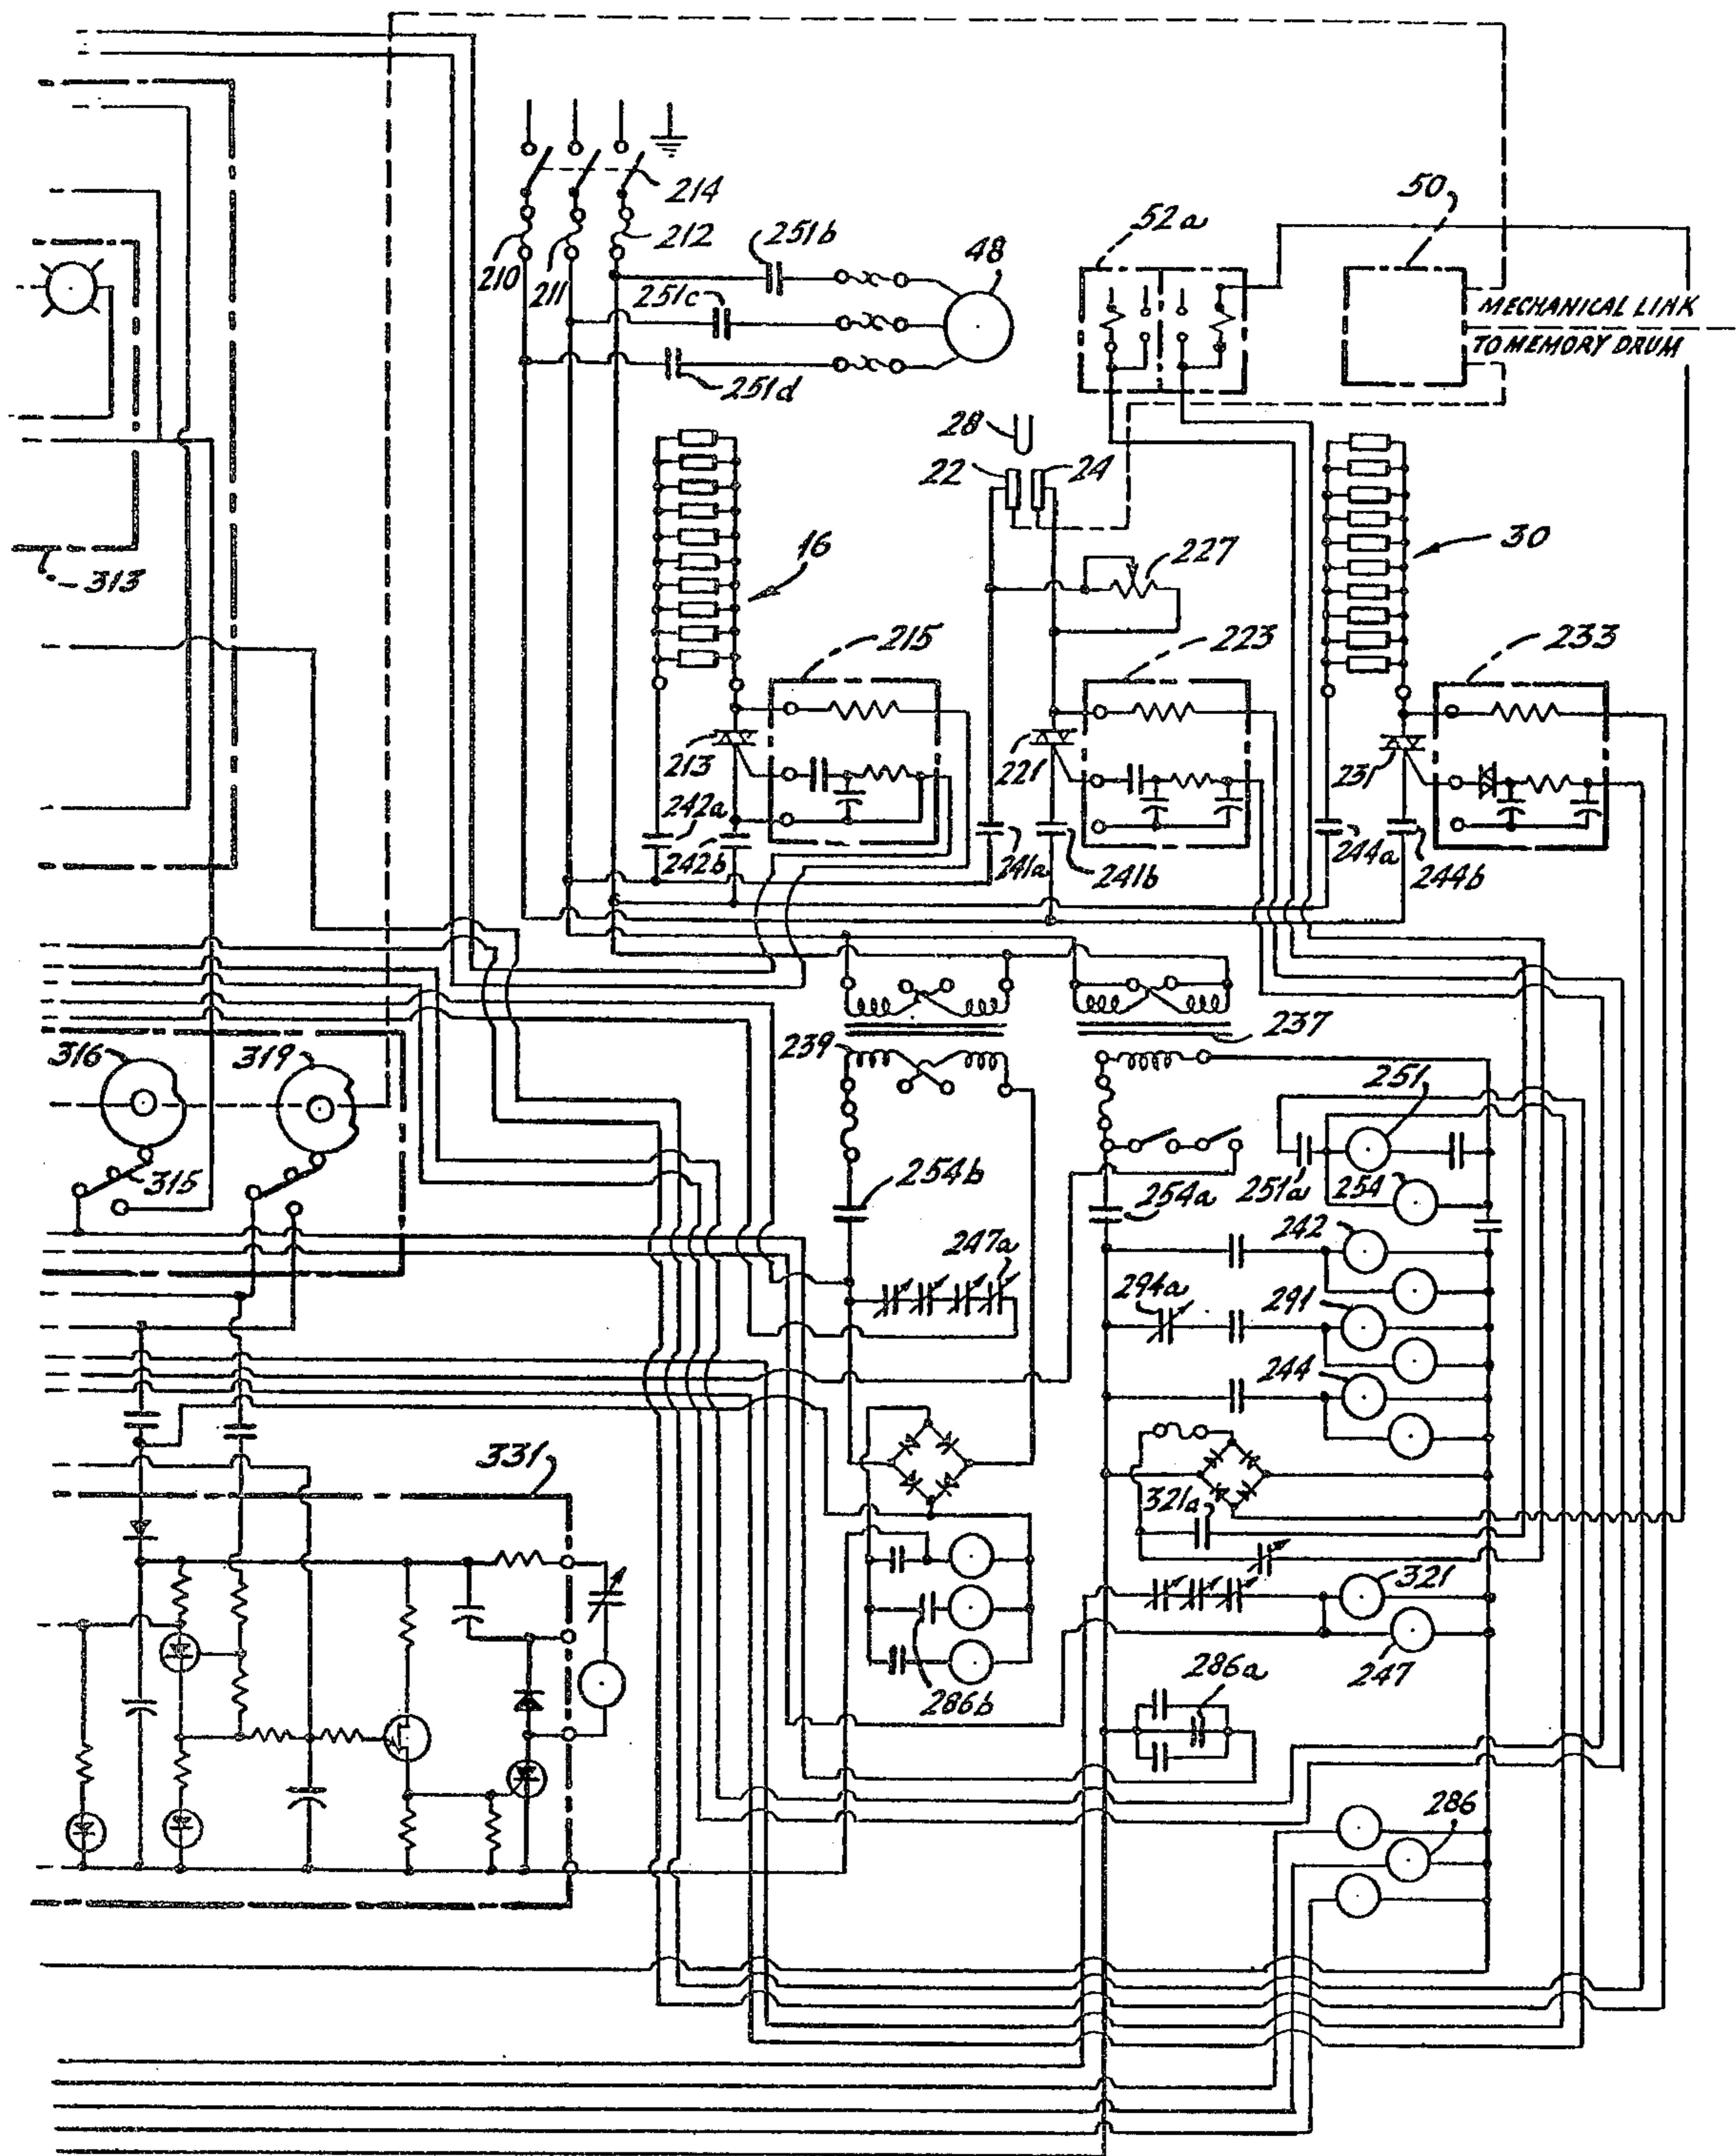 50
52a
214
212
251b
48
210
211
251c
MECHANICAL LINK
TO MEMORY DRUM
251d
28
22
24
16
227
30
313
215
223
233
213
221
231
242a
242b
241a
241b
244a
244b
316
319
239
237
251
315
254b
254a
251a
254
242
247a
294a
291
244
331
321a
321
286b
286a
247
286